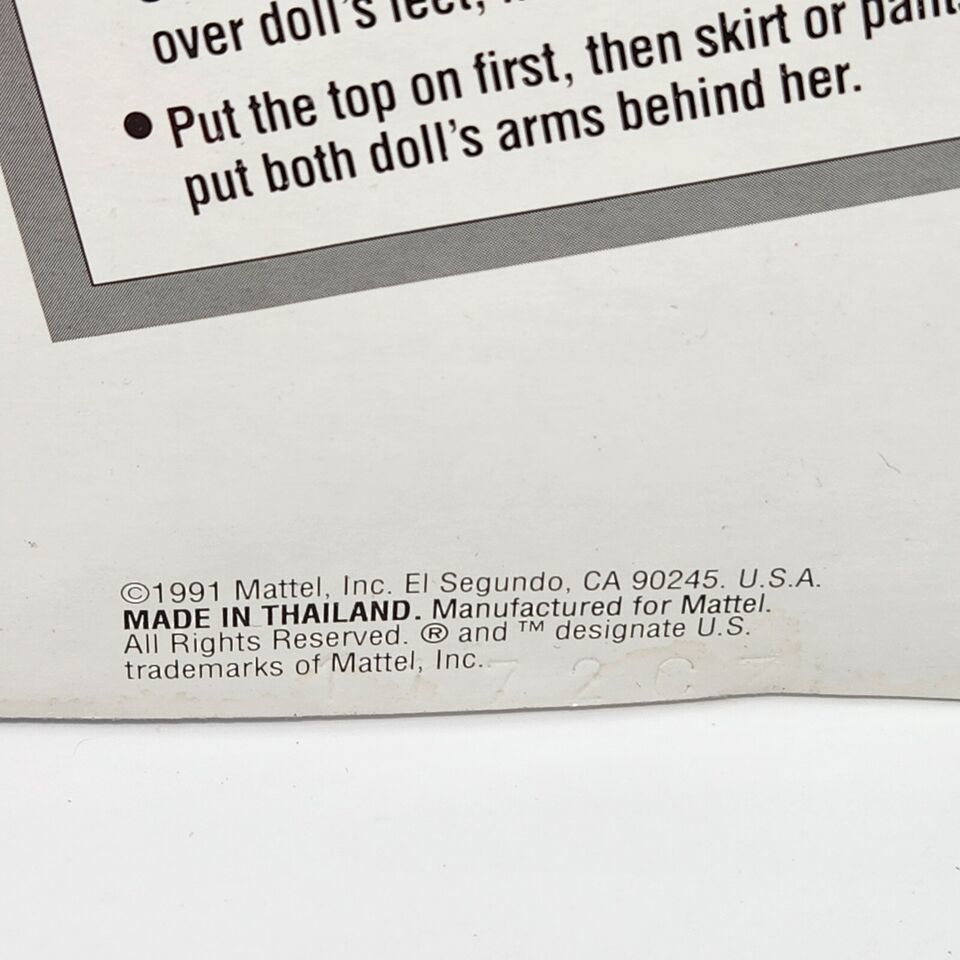 over doll's feet,
● Put the top on first, then skirt or
put both doll's arms behind her.
©1991 Mattel, Inc. El Segundo, CA 90245. U.S.A.
MADE IN THAILAND. Manufactured for Mattel.
All Rights Reserved. ® and ™ designate U.S.
trademarks of Mattel, Inc.